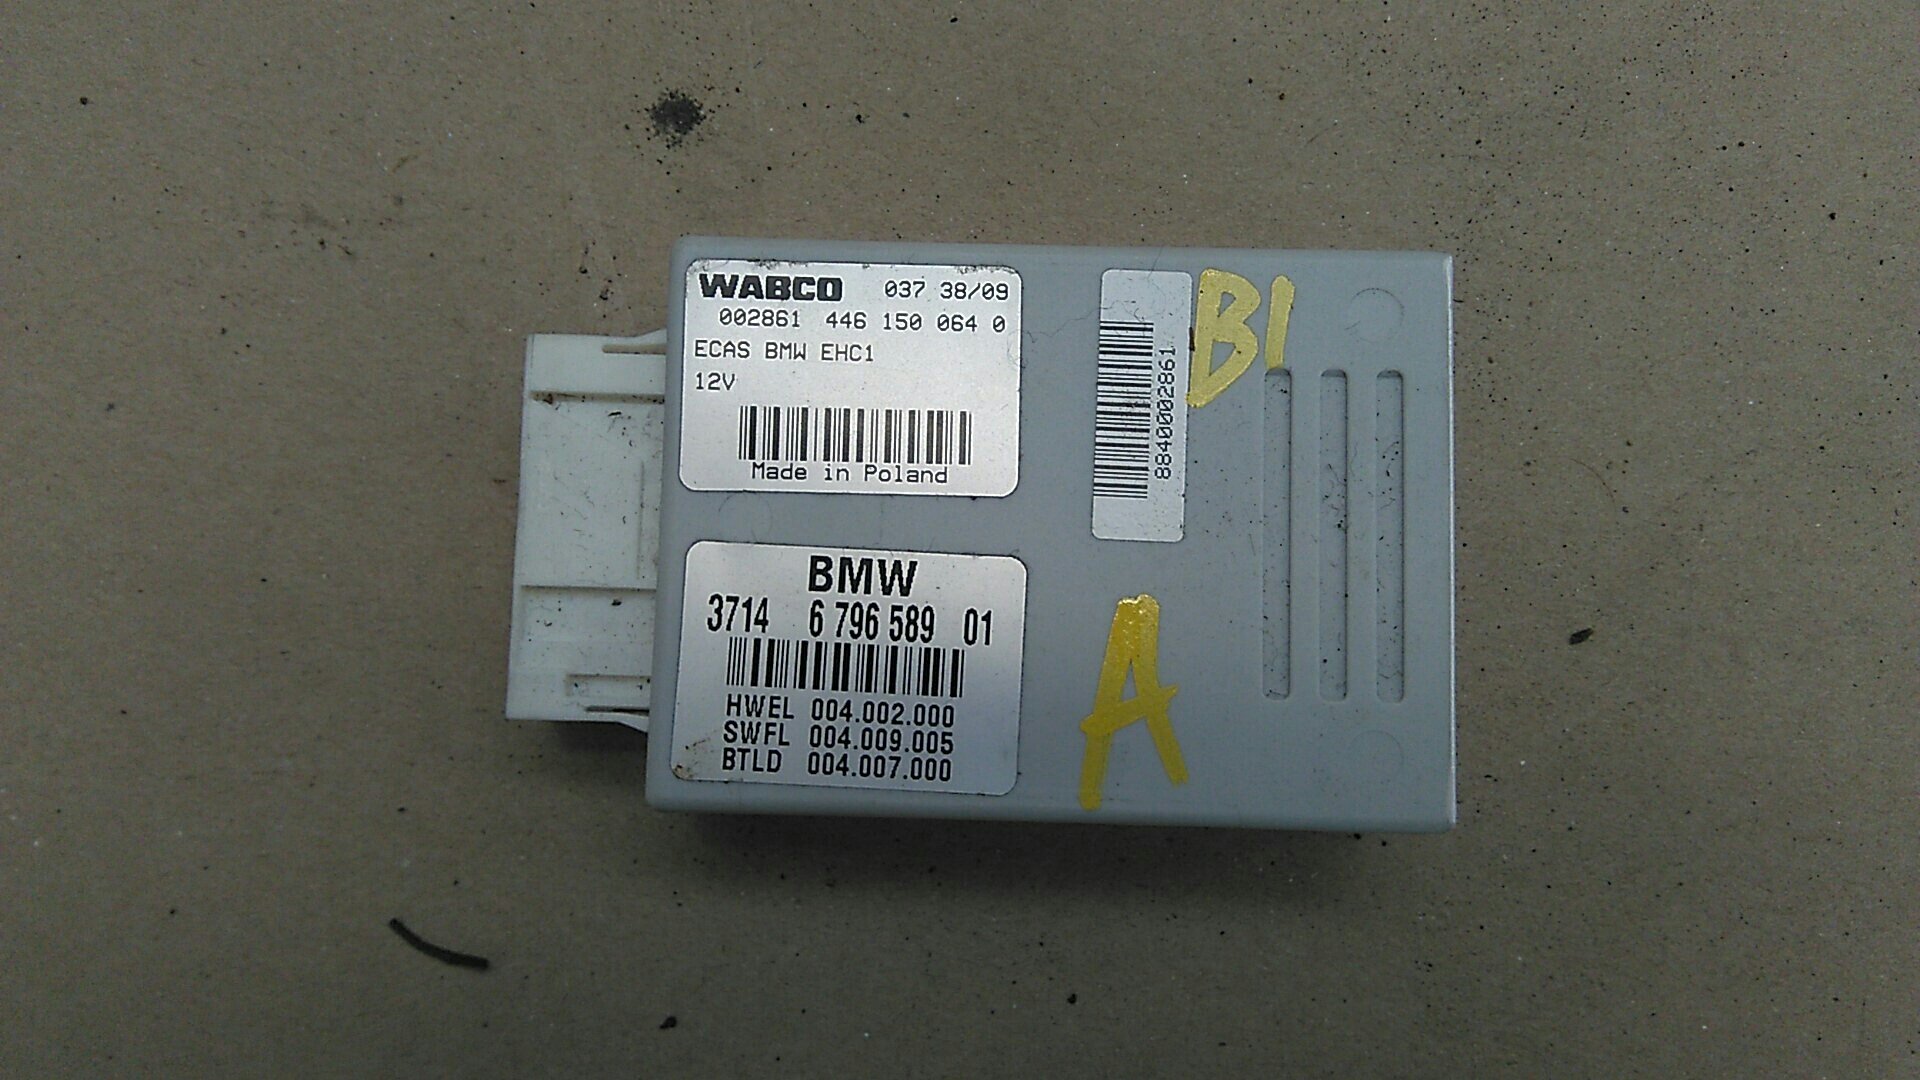 WABCO 037 38/09
002861 446 150 064 0
ECAS BMW EHC1
12V
Made in Poland
BMW
3714 6 796 589 01
HWEL 004.002.000
SWFL 004.009.005
BTLD 004.007.000
8840002861
B1
A